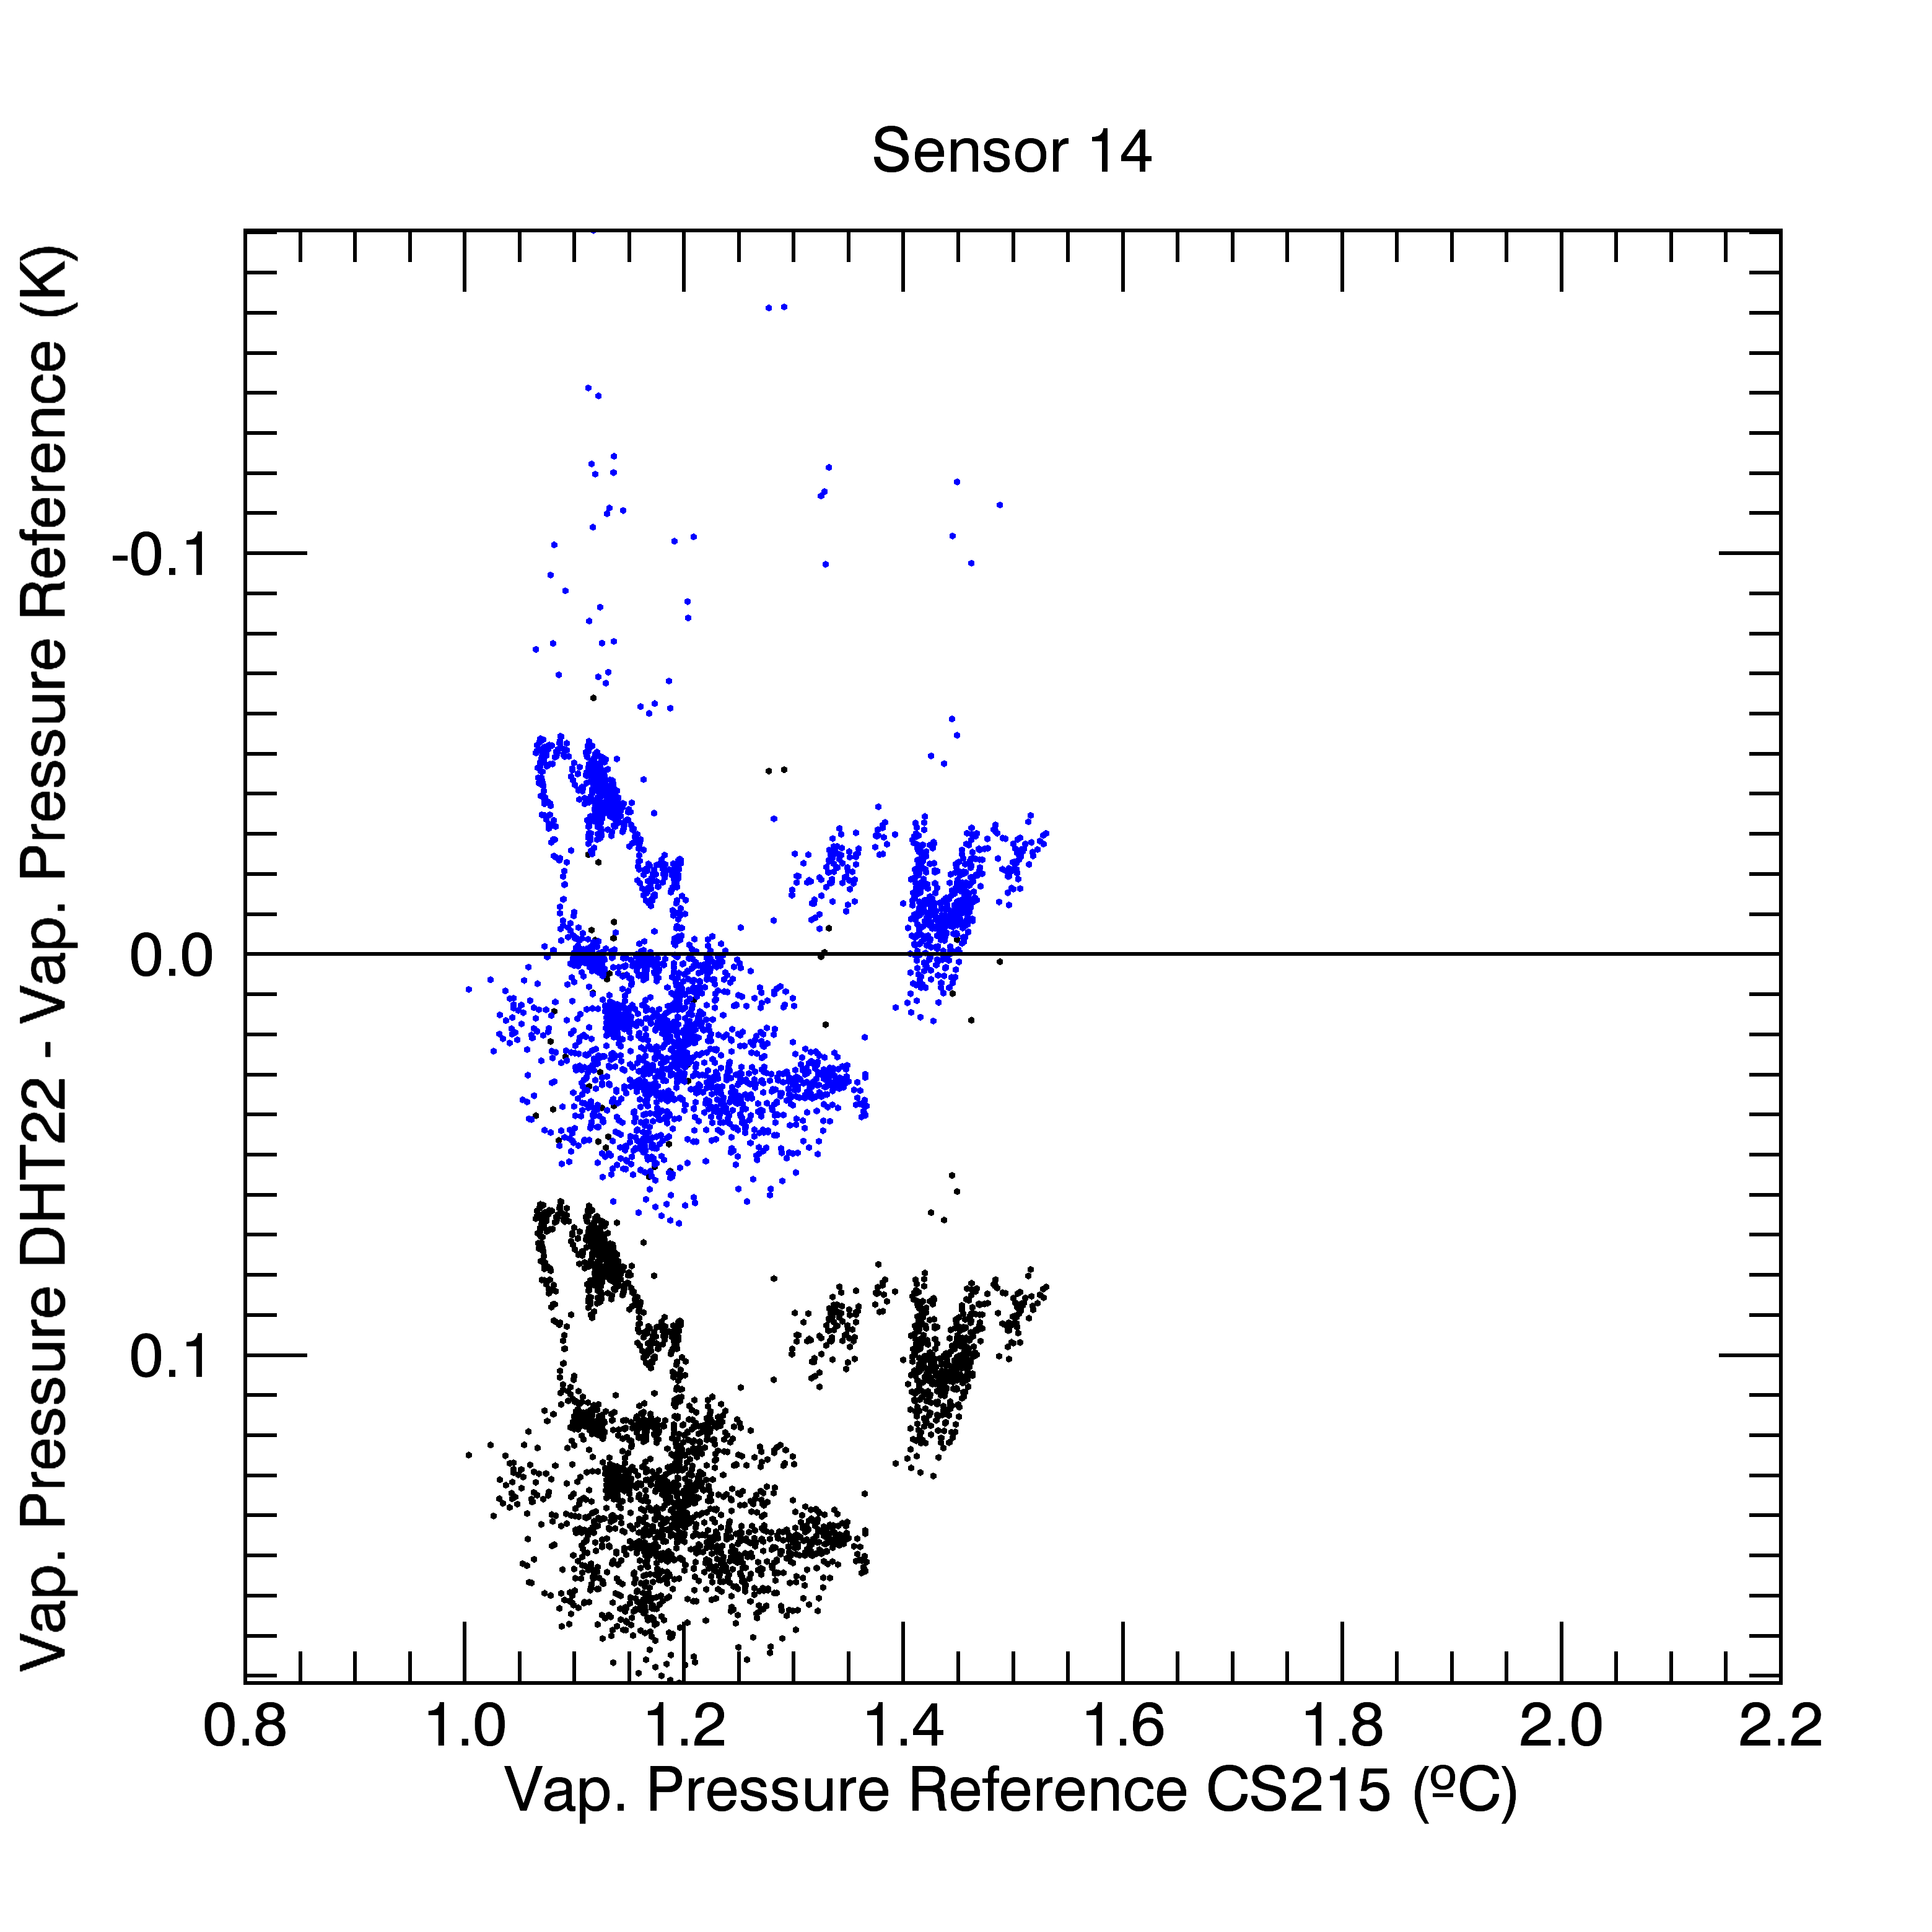 Sensor 14
Vap. Pressure DHT22 - Vap. Pressure Reference (K)
-0.1
0.0
0.1
0.8 1.0 1.2 1.4 1.6 1.8 2.0 2.2
Vap. Pressure Reference CS215 (ºC)